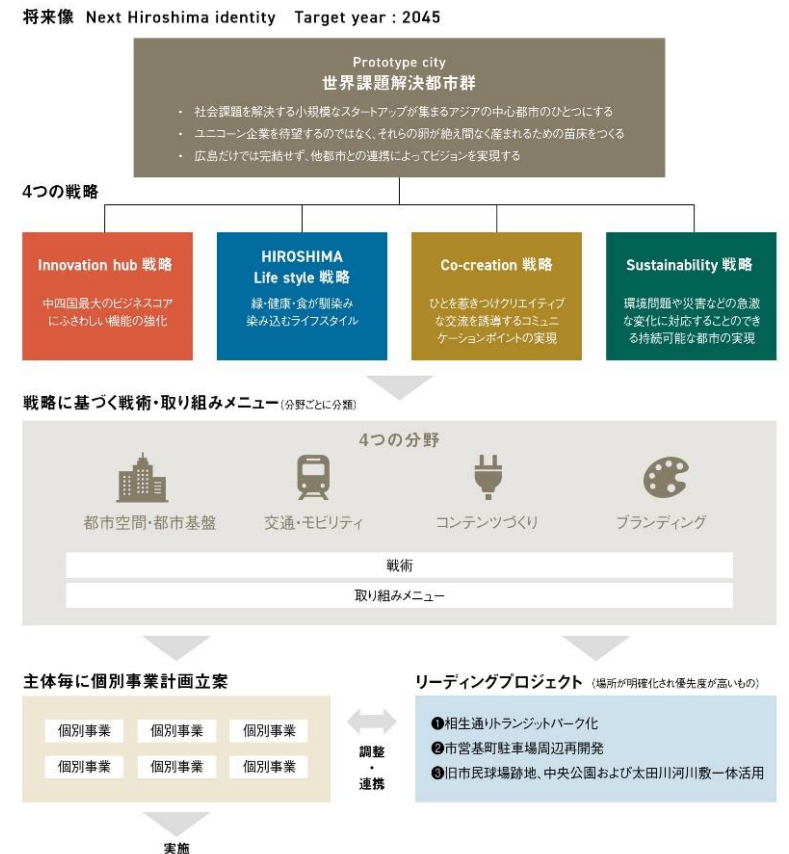 将来像 Next Hiroshima identity Target year : 2045
Prototype city
世界課題解決都市群
・ 社会課題を解決する小規模なスタートアップが集まるアジアの中心都市のひとつにする
・ ユニコーン企業を待望するのではなく、それらの卵が絶え間なく産まれるための苗床をつくる
・ 広島だけでは完結せず、他都市との連携によってビジョンを実現する
4つの戦略
Innovation hub 戦略
中四国最大のビジネスコア
にふさわしい機能の強化
HIROSHIMA
Life style 戦略
緑・健康・食が馴染み
染み込むライフスタイル
Co-creation 戦略
ひとを惹きつけクリエイティブ
な交流を誘導するコミュニ
ケーションポイントの実現
Sustainability 戦略
環境問題や災害などの急激
な変化に対応することのでき
る持続可能な都市の実現
戦略に基づく戦術・取り組みメニュー(分野ごとに分類)
4つの分野
都市空間・都市基盤
交通・モビリティ
コンテンツづくり
ブランディング
戦術
取り組みメニュー
主体毎に個別事業計画立案
個別事業 個別事業 個別事業
個別事業 個別事業 個別事業
調整
・
連携
リーディングプロジェクト (場所が明確化され優先度が高いもの)
❶相生通りトランジットパーク化
❷市営基町駐車場周辺再開発
❸旧市民球場跡地、中央公園および太田川河川敷一体活用
実施